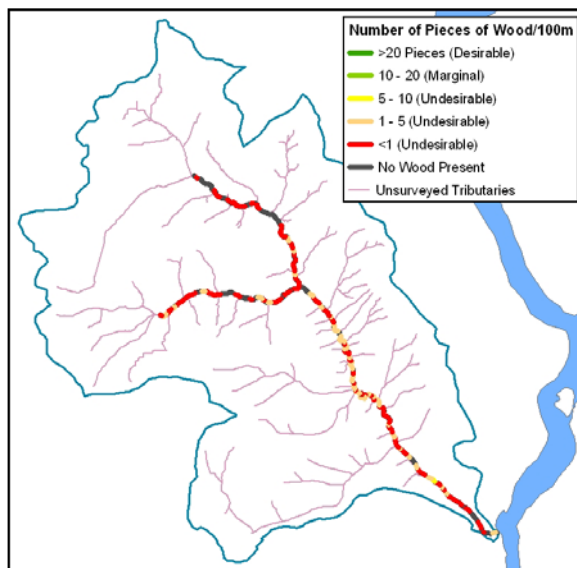 Number of Pieces of Wood/100m
>20 Pieces (Desirable)
10 - 20 (Marginal)
5 - 10 (Undesirable)
1 - 5 (Undesirable)
<1 (Undesirable)
No Wood Present
Unsurveyed Tributaries